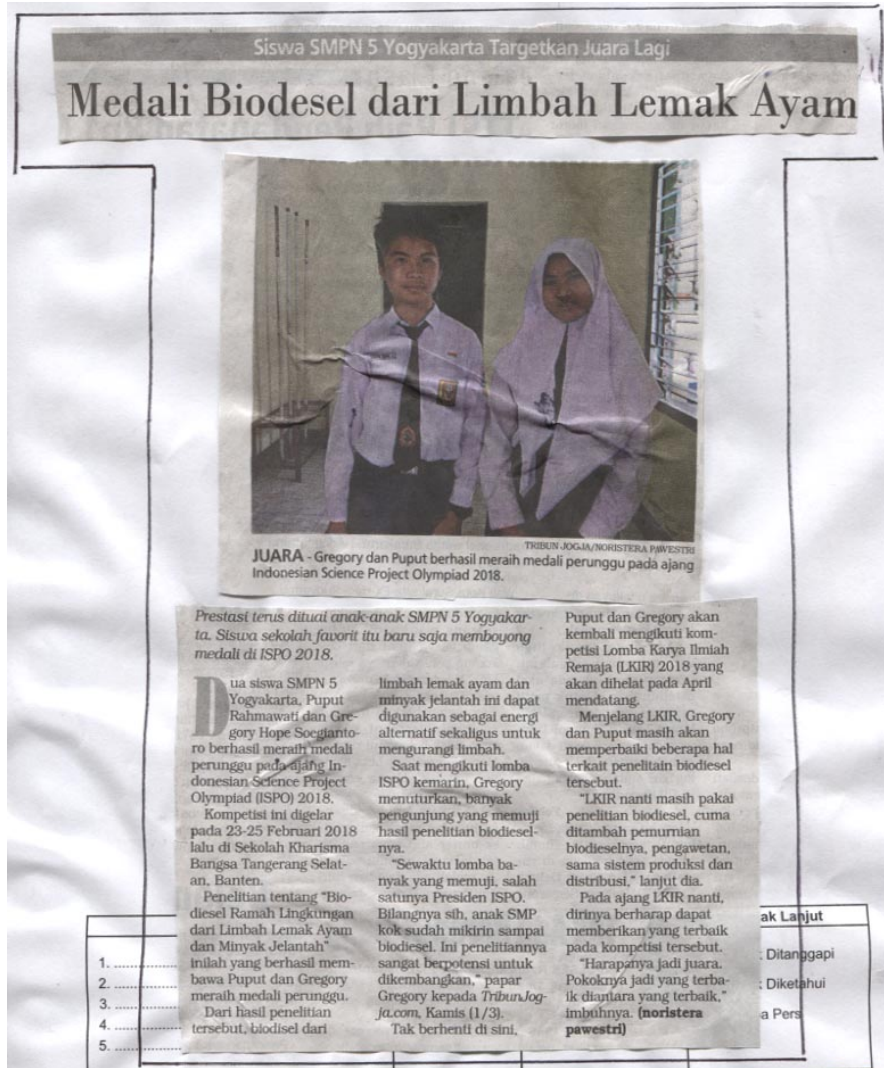 Siswa SMPN 5 Yogyakarta Targetkan Juara Lagi
Medali Biodesel dari Limbah Lemak Ayam
TRIBUN JOGJA/NORISTERA PAWESTRI
JUARA - Gregory dan Puput berhasil meraih medali perunggu pada ajang
Indonesian Science Project Olympiad 2018.
Prestasi terus dituai anak-anak SMPN 5 Yogyakar-
ta. Siswa sekolah favorit itu baru saja memboyong
medali di ISPO 2018.
Dua siswa SMPN 5
Yogyakarta, Puput
Rahmawati dan Gre-
gory Hope Soegianto-
ro berhasil meraih medali
perunggu pada ajang In-
donesian Science Project
Olympiad (ISPO) 2018.
Kompetisi ini digelar
pada 23-25 Februari 2018
lalu di Sekolah Kharisma
Bangsa Tangerang Selat-
an, Banten.
Penelitian tentang "Bio-
diesel Ramah Lingkungan
dari Limbah Lemak Ayam
dan Minyak Jelantah"
inilah yang berhasil mem-
bawa Puput dan Gregory
meraih medali perunggu.
Dari hasil penelitian
tersebut, biodisel dari
limbah lemak ayam dan
minyak jelantah ini dapat
digunakan sebagai energi
alternatif sekaligus untuk
mengurangi limbah.
Saat mengikuti lomba
ISPO kemarin, Gregory
menuturkan, banyak
pengunjung yang memuji
hasil penelitian biodiesel-
nya.
"Sewaktu lomba ba-
nyak yang memuji, salah
satunya Presiden ISPO.
Bilangnya sih, anak SMP
kok sudah mikirin sampai
biodiesel. Ini penelitiannya
sangat berpotensi untuk
dikembangkan," papar
Gregory kepada TribunJog-
ja.com, Kamis (1/3).
Tak berhenti di sini,
Puput dan Gregory akan
kembali mengikuti kom-
petisi Lomba Karya Ilmiah
Remaja (LKIR) 2018 yang
akan dihelat pada April
mendatang.
Menjelang LKIR, Gregory
dan Puput masih akan
memperbaiki beberapa hal
terkait penelitain biodiesel
tersebut.
"LKIR nanti masih pakai
penelitian biodiesel, cuma
ditambah pemurnian
biodieselnya, pengawetan,
sama sistem produksi dan
distribusi," lanjut dia.
Pada ajang LKIR nanti,
dirinya berharap dapat
memberikan yang terbaik
pada kompetisi tersebut.
"Harapanya jadi juara.
Pokoknya jadi yang terba-
ik diantara yang terbaik,"
imbuhnya. (noristera
pawestri)
ak Lanjut
1. ............
2. ............
3. ............
4. ............
5. ............
: Ditanggapi
: Diketahui
a Pers